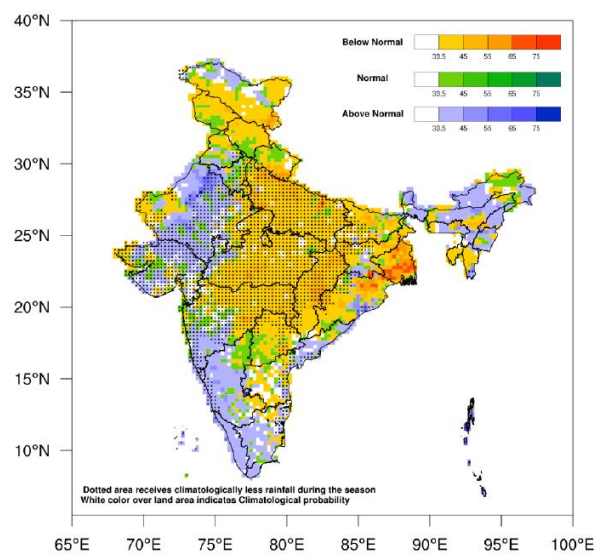 40°N
35°N
30°N
25°N
20°N
15°N
10°N
Below Normal
33.5 45 55 65 75
Normal
33.5 45 55 65 75
Above Normal
33.5 45 55 65 75
Dotted area receives climatologically less rainfall during the season
White color over land area indicates Climatological probability
65°E 70°E 75°E 80°E 85°E 90°E 95°E 100°E